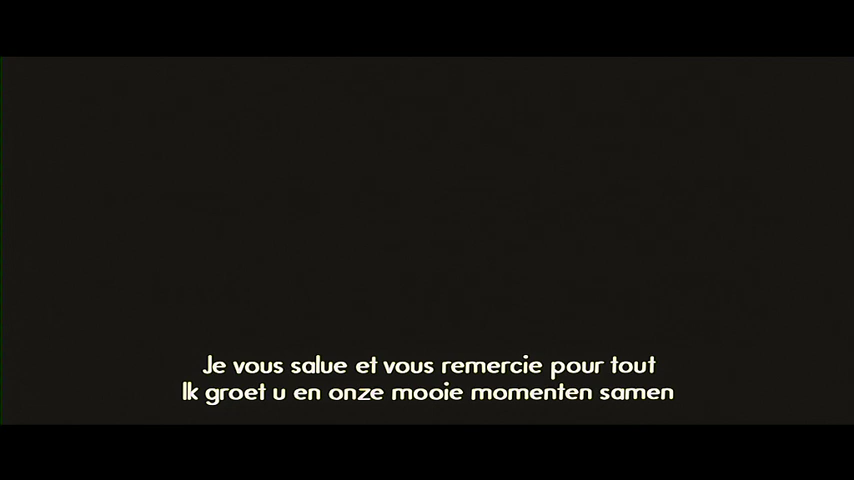 Je vous salue et vous remercie pour tout
Ik groet u en onze mooie momenten samen